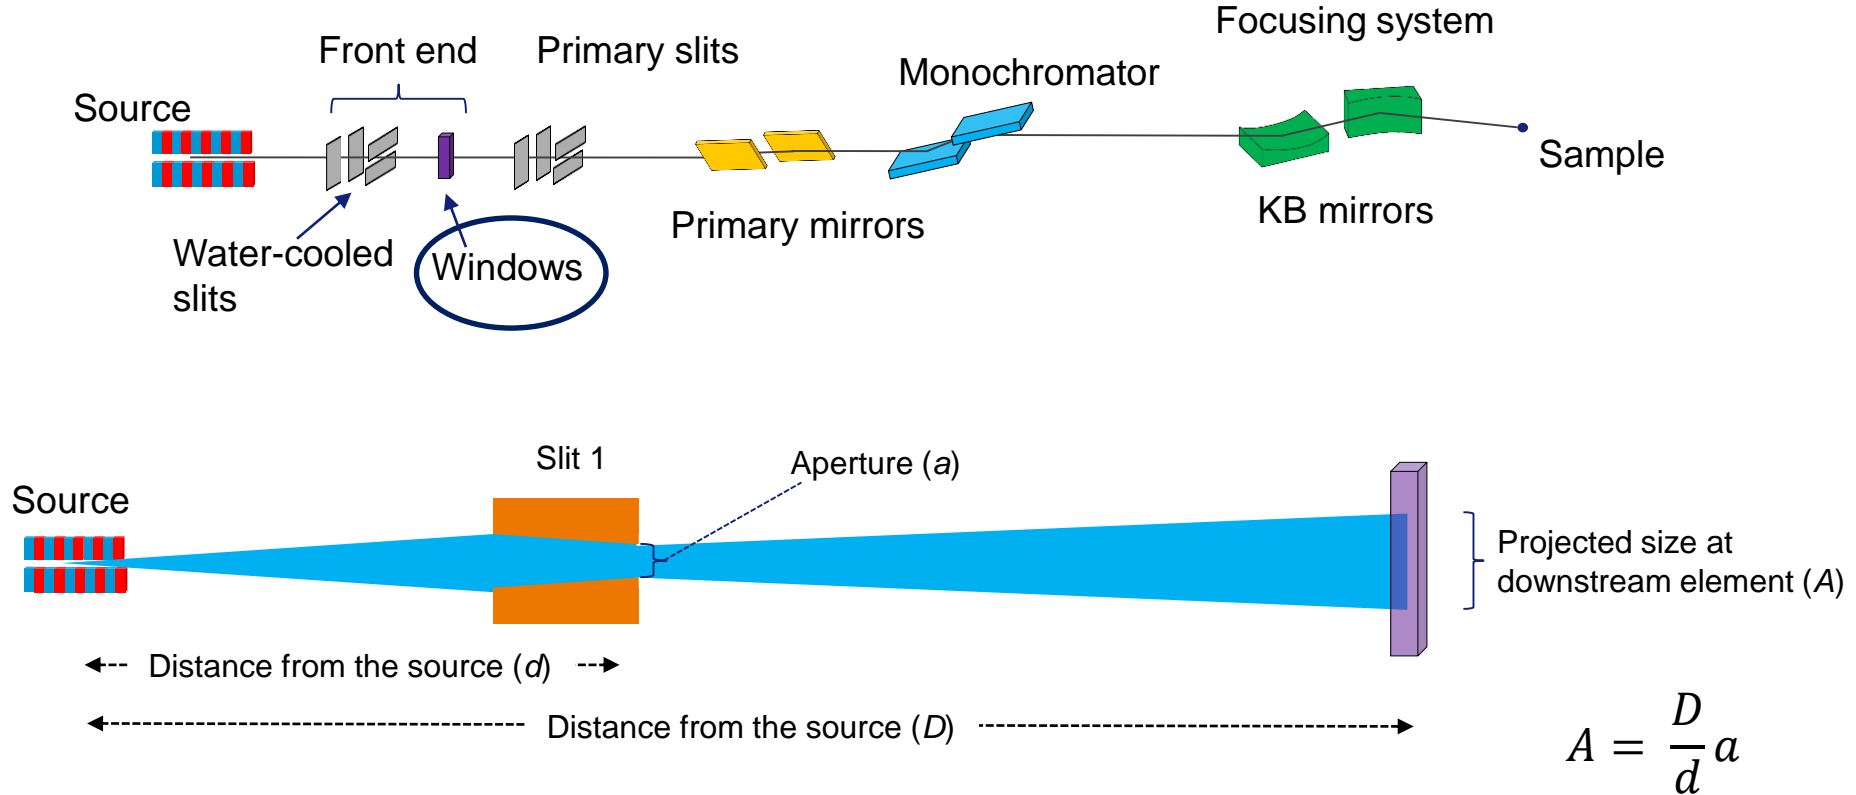 Focusing system
Front end
Primary slits
Monochromator
Source
Sample
Water-cooled
slits
Windows
Primary mirrors
KB mirrors
Slit 1
Aperture (a)
Source
Projected size at
downstream element (A)
Distance from the source (d)
Distance from the source (D)
A = D/d a